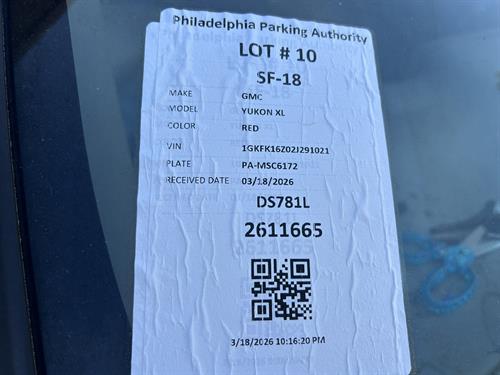 Philadelphia Parking Authority
LOT # 10
SF-18
MAKE GMC
MODEL YUKON XL
COLOR RED
VIN 1GKFK16Z02J291021
PLATE PA-MSC6172
RECEIVED DATE 03/18/2026
DS781L
2611665
3/18/2026 10:16:20 PM